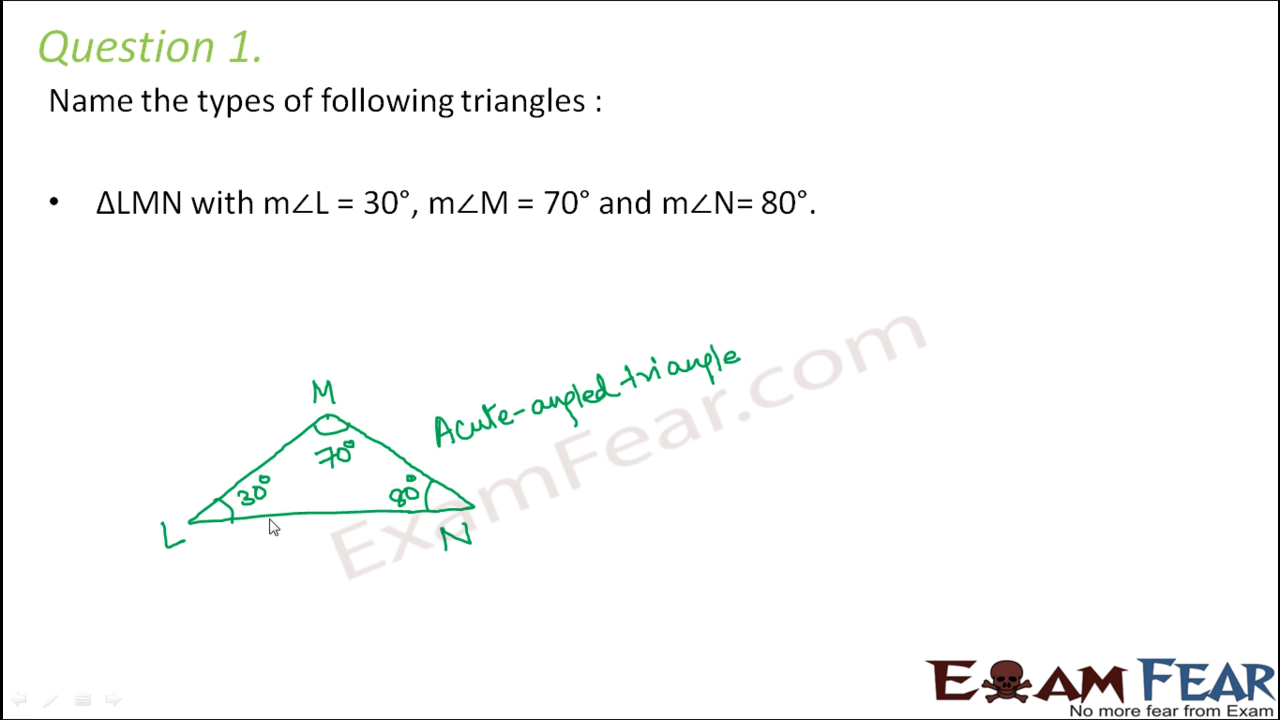 Question 1.
Name the types of following triangles :
• ΔLMN with m∠L = 30°, m∠M = 70° and m∠N= 80°.
M
Acute-angled triangle
70°
30°
80°
L
N
ExamFear.com
EXAMFEAR
No more fear from Exam